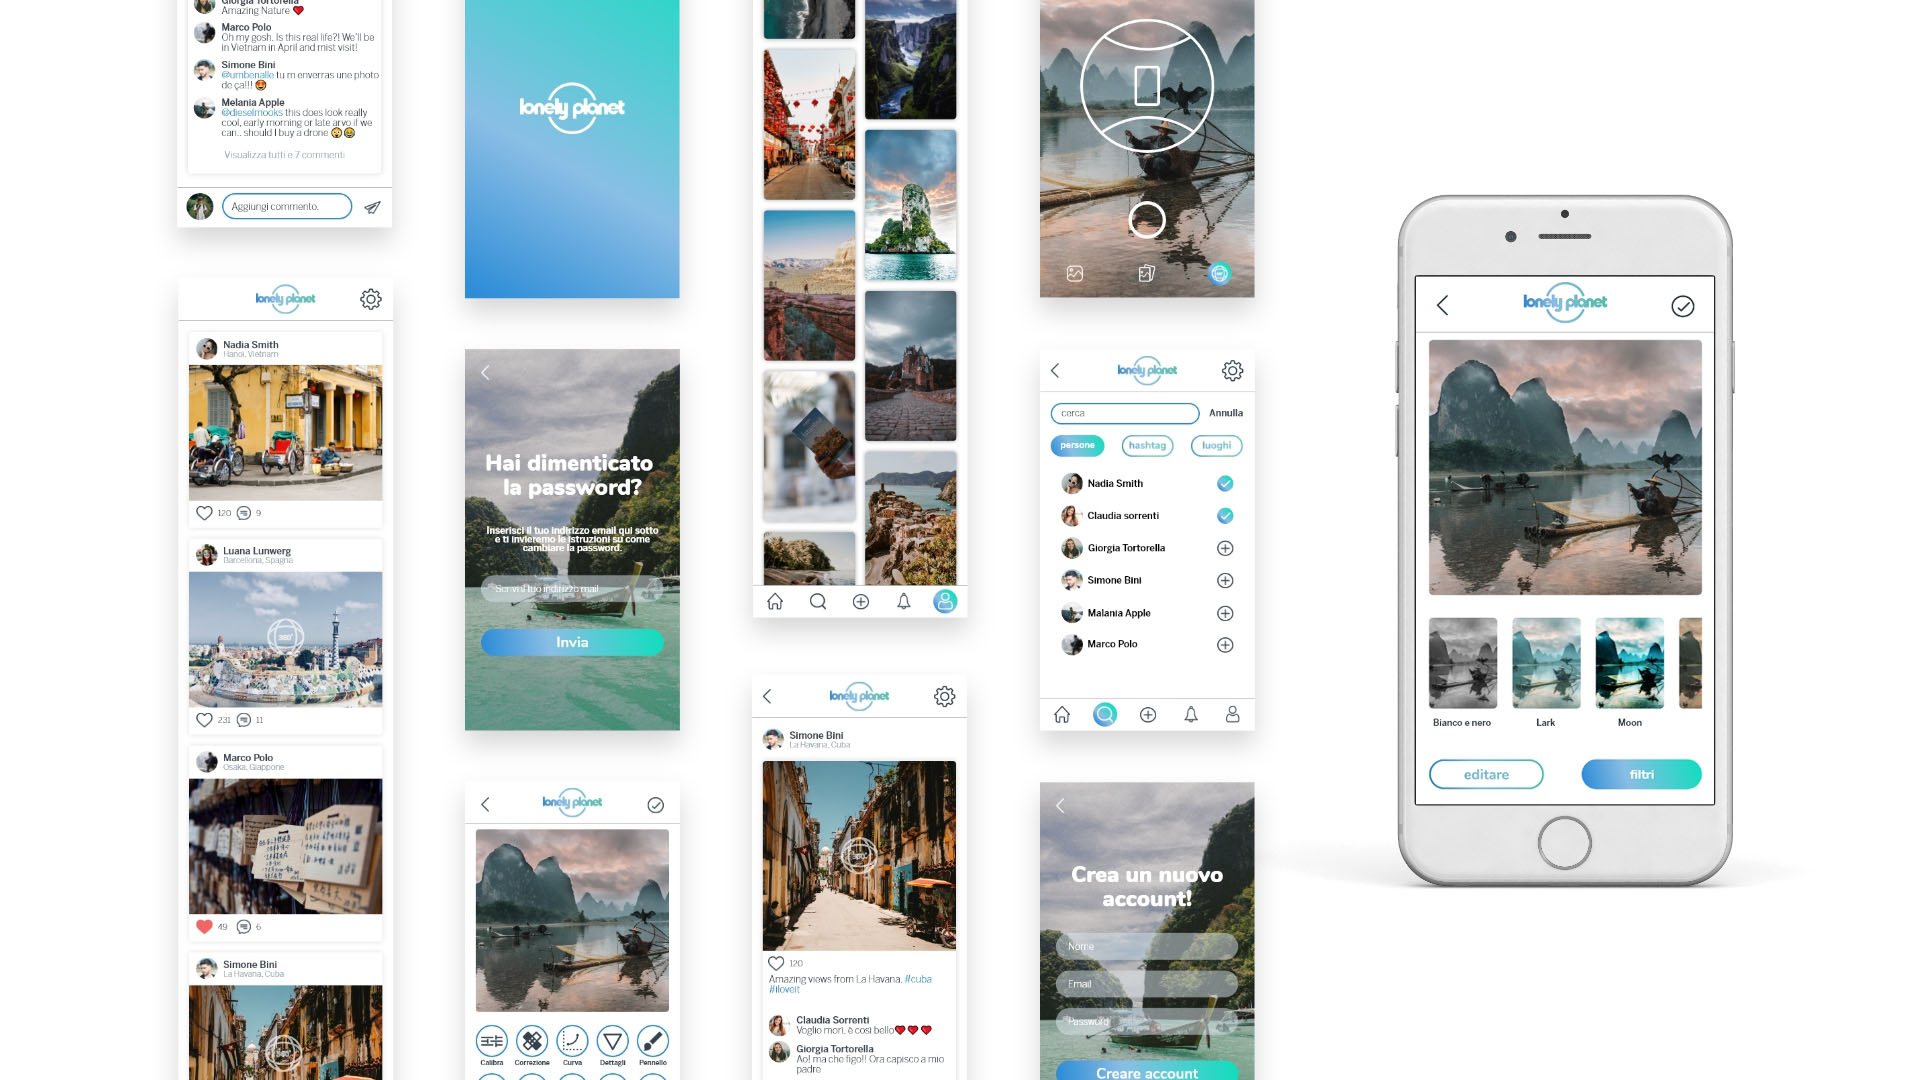 Giorgia Tortorella
Amazing Nature ❤️
Marco Polo
Oh my gosh. Is this real life?! We'll be
in Vietnam in April and mist visit!
Simone Bini
@umbenalle tu m enverras une photo
de ça!!! 🤩
Melania Apple
@dieselmooks this does look really
cool, early morning or late arvo if we
can.. should I buy a drone
Visualizza tutti e 7 commenti
Aggiungi commento.
lonely planet
Nadia Smith
Hanoi, Vietnam
120
9
Luana Lunwerg
Barcellona, Spagna
360°
231
11
Marco Polo
Osaka, Giappone
49
6
Simone Bini
La Havana, Cuba
360°
lonely planet
Hai dimenticato
la password?
Inserisci il tuo indirizzo email qui sotto
e ti invieremo le istruzioni su come
cambiare la password.
Scrivi il tuo indirizzo mail
Invia
lonely planet
Calibra
Correzione
Curva
Dettagli
Pennello
lonely planet
Simone Bini
La Havana, Cuba
360°
120
Amazing views from La Havana. #cuba
#iloveit
Claudia Sorrenti
Voglio mori, è così bello❤️❤️❤️
Giorgia Tortorella
Ao! ma che figo!! Ora capisco a mio
padre
lonely planet
cerca
Annulla
persone
hashtag
luoghi
Nadia Smith
Claudia sorrenti
Giorgia Tortorella
Simone Bini
Malania Apple
Marco Polo
Crea un nuovo
account!
Nome
Email
Password
Creare account
lonely planet
Bianco e nero
Lark
Moon
editare
filtri